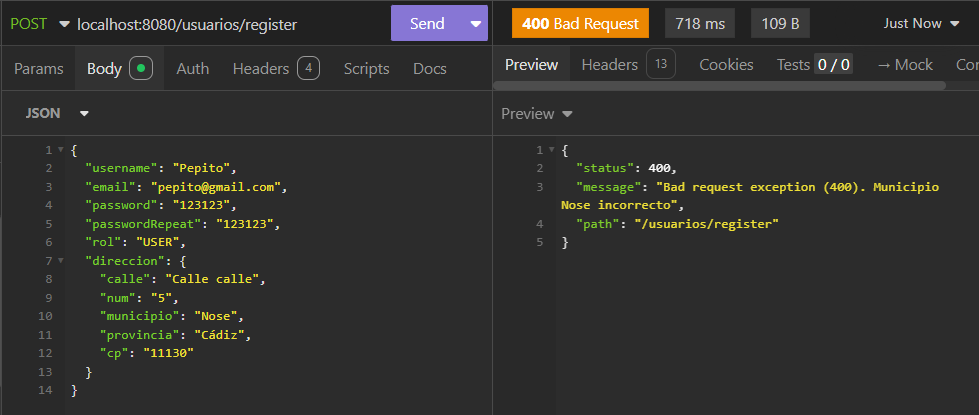 POST localhost:8080/usuarios/register Send 400 Bad Request 718 ms 109 B Just Now
Params Body Auth Headers 4 Scripts Docs Preview Headers 13 Cookies Tests 0 / 0 → Mock Con
JSON
1 {
2 "username": "Pepito",
3 "email": "pepito@gmail.com",
4 "password": "123123",
5 "passwordRepeat": "123123",
6 "rol": "USER",
7 "direccion": {
8 "calle": "Calle calle",
9 "num": "5",
10 "municipio": "Nose",
11 "provincia": "Cádiz",
12 "cp": "11130"
13 }
14 }
Preview
1 {
2 "status": 400,
3 "message": "Bad request exception (400). Municipio
Nose incorrecto",
4 "path": "/usuarios/register"
5 }